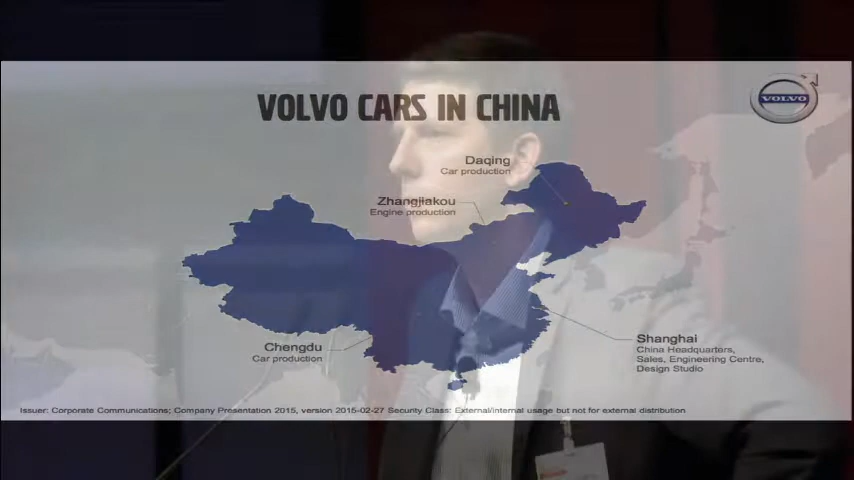 VOLVO CARS IN CHINA
VOLVO
Daqing
Car production
Zhangjiakou
Engine production
Chengdu
Car production
Shanghai
China Headquarters,
Sales, Engineering Centre,
Design Studio
Issuer: Corporate Communications; Company Presentation 2015, version 2015-02-27 Security Class: External/internal usage but not for external distribution